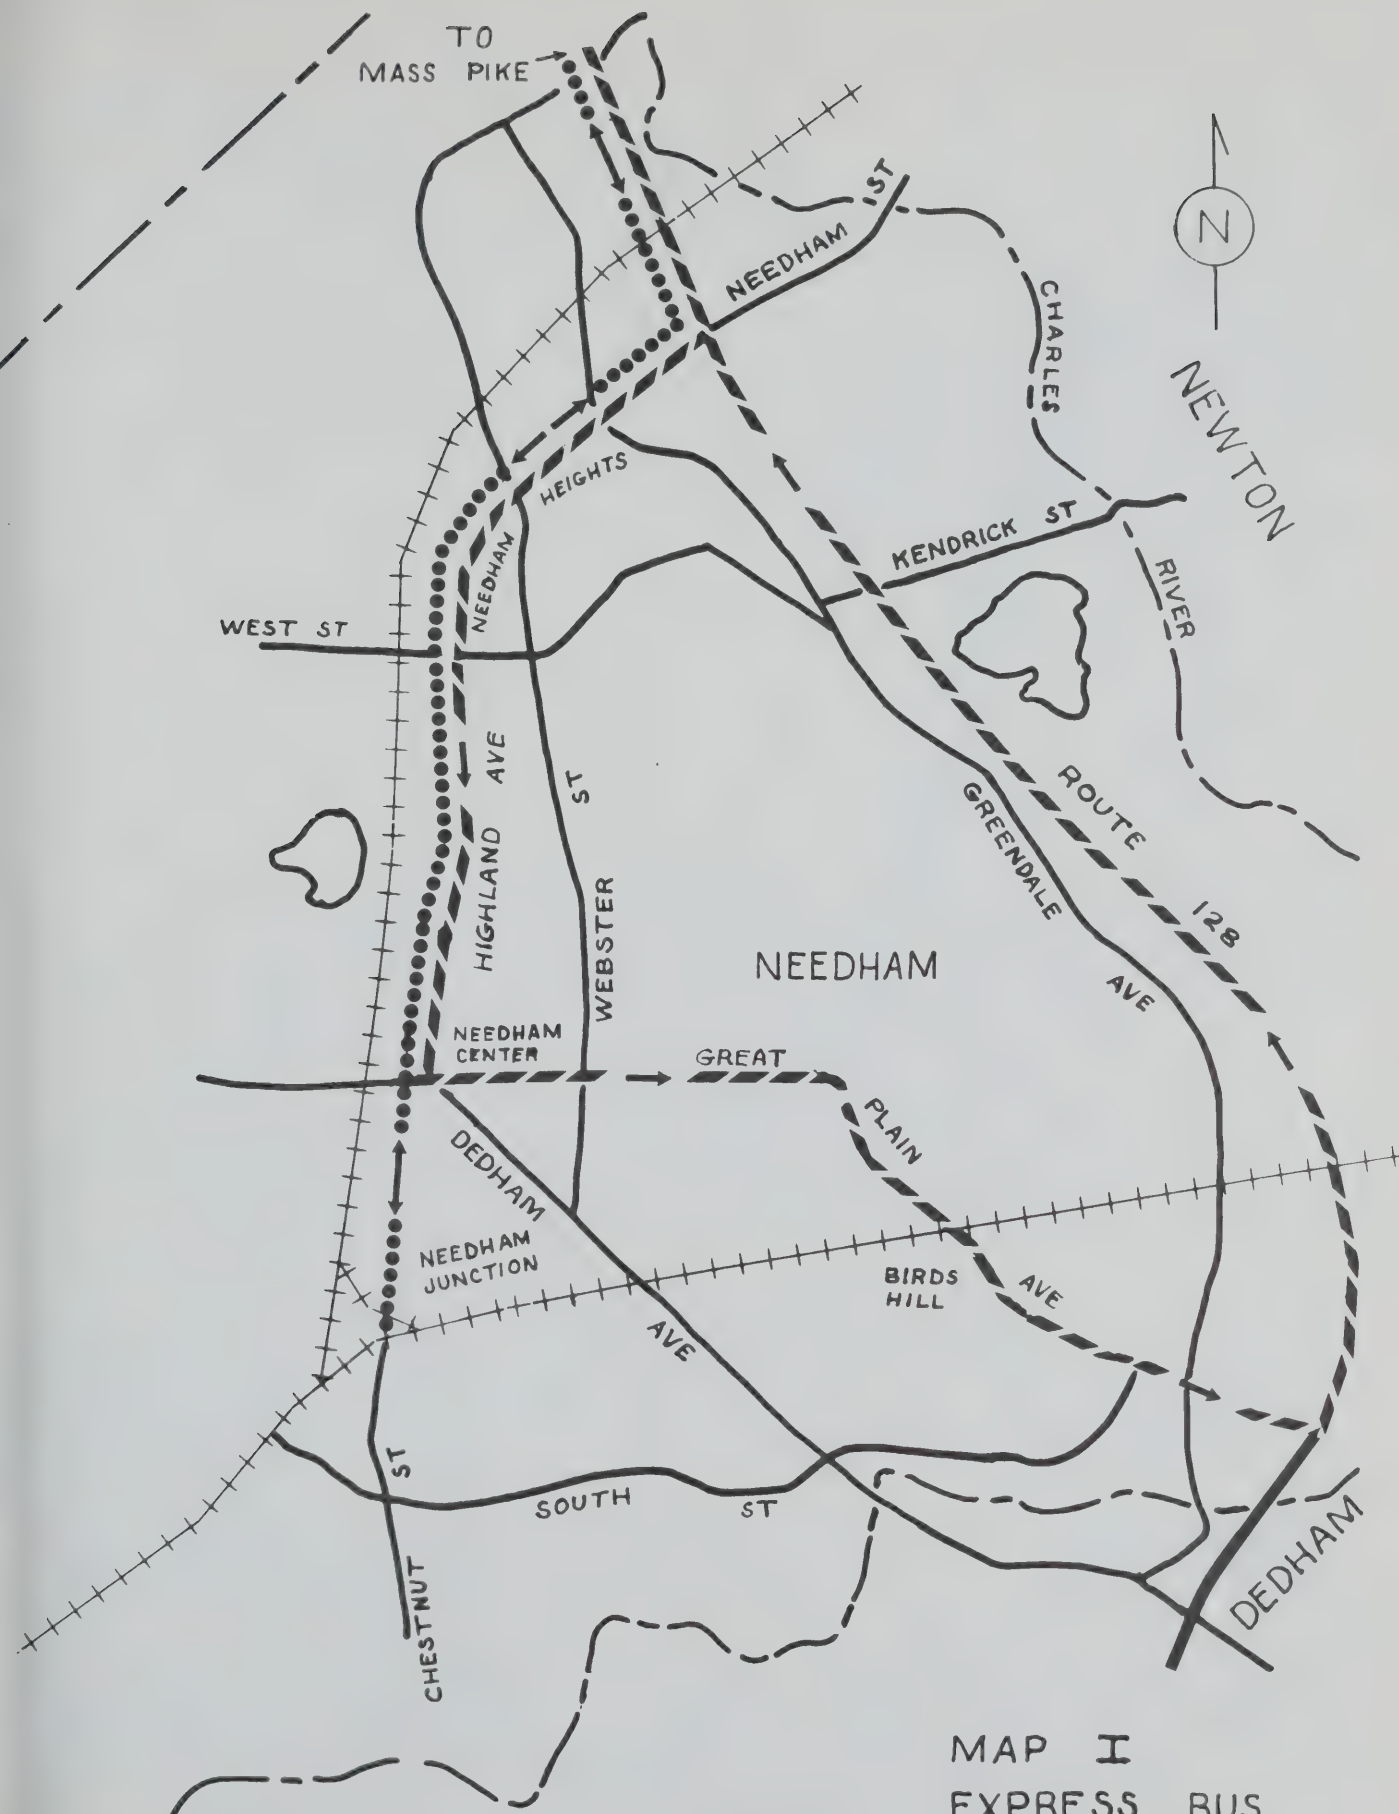 TO
MASS PIKE
NEEDHAM ST
N
CHARLES
RIVER
NEWTON
HEIGHTS
NEEDHAM
KENDRICK ST
WEST ST
HIGHLAND AVE
WEBSTER ST
ROUTE 128
GREENDALE AVE
NEEDHAM
NEEDHAM
CENTER
GREAT PLAIN AVE
DEDHAM AVE
NEEDHAM
JUNCTION
BIRDS
HILL
SOUTH ST
CHESTNUT ST
DEDHAM
MAP I
EXPRESS BUS